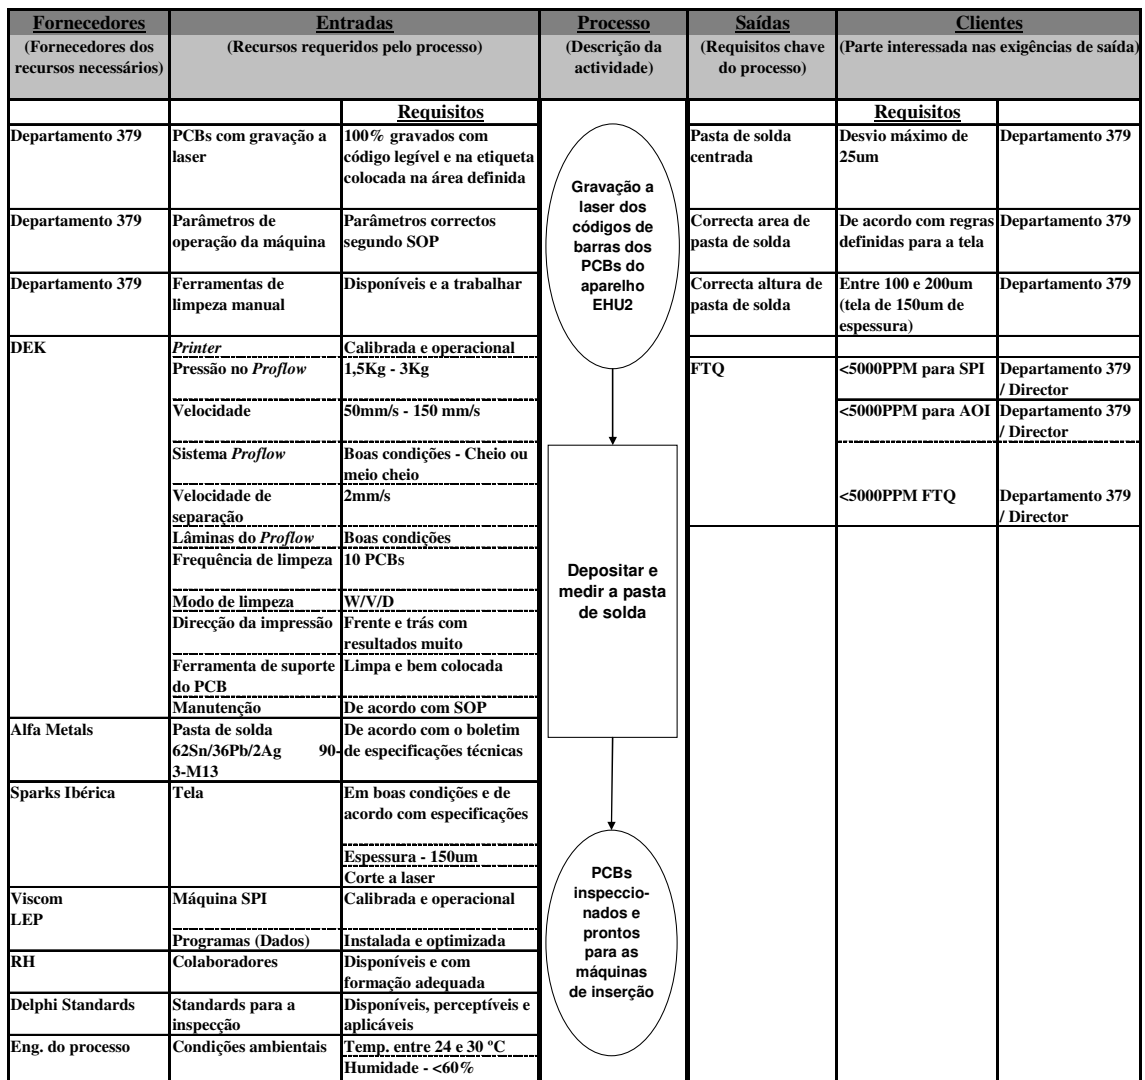 Fornecedores
(Fornecedores dos
recursos necessários)
Entradas
(Recursos requeridos pelo processo)
Processo
(Descrição da
actividade)
Saídas
(Requisitos chave
do processo)
Clientes
(Parte interessada nas exigências de saída)
Requisitos
Requisitos
Departamento 379
PCBs com gravação a
laser
100% gravados com
código legível e na etiqueta
colocada na área definida
Departamento 379
Parâmetros de
operação da máquina
Parâmetros correctos
segundo SOP
Departamento 379
Ferramentas de
limpeza manual
Disponíveis e a trabalhar
DEK
Printer
Calibrada e operacional
Pressão no Proflow
1,5Kg - 3Kg
Velocidade
50mm/s - 150 mm/s
Sistema Proflow
Boas condições - Cheio ou
meio cheio
Velocidade de
separação
2mm/s
Lâminas do Proflow
Boas condições
Frequência de limpeza
10 PCBs
Modo de limpeza
W/V/D
Direcção da impressão
Frente e trás com
resultados muito
Ferramenta de suporte
do PCB
Limpa e bem colocada
Manutenção
De acordo com SOP
Alfa Metals
Pasta de solda
62Sn/36Pb/2Ag 90-
3-M13
De acordo com o boletim
de especificações técnicas
Sparks Ibérica
Tela
Em boas condições e de
acordo com especificações
Espessura - 150um
Corte a laser
Viscom
LEP
Máquina SPI
Calibrada e operacional
Programas (Dados)
Instalada e optimizada
RH
Colaboradores
Disponíveis e com
formação adequada
Delphi Standards
Standards para a
inspecção
Disponíveis, perceptíveis e
aplicáveis
Eng. do processo
Condições ambientais
Temp. entre 24 e 30 ºC
Humidade - <60%
Gravação a
laser dos
códigos de
barras dos
PCBs do
aparelho
EHU2
Depositar e
medir a pasta
de solda
PCBs
inspeccio-
nados e
prontos
para as
máquinas
de inserção
Pasta de solda
centrada
Desvio máximo de
25um
Departamento 379
Correcta area de
pasta de solda
De acordo com regras
definidas para a tela
Departamento 379
Correcta altura de
pasta de solda
Entre 100 e 200um
(tela de 150um de
espessura)
Departamento 379
FTQ
<5000PPM para SPI
Departamento 379
/ Director
<5000PPM para AOI
Departamento 379
/ Director
<5000PPM FTQ
Departamento 379
/ Director